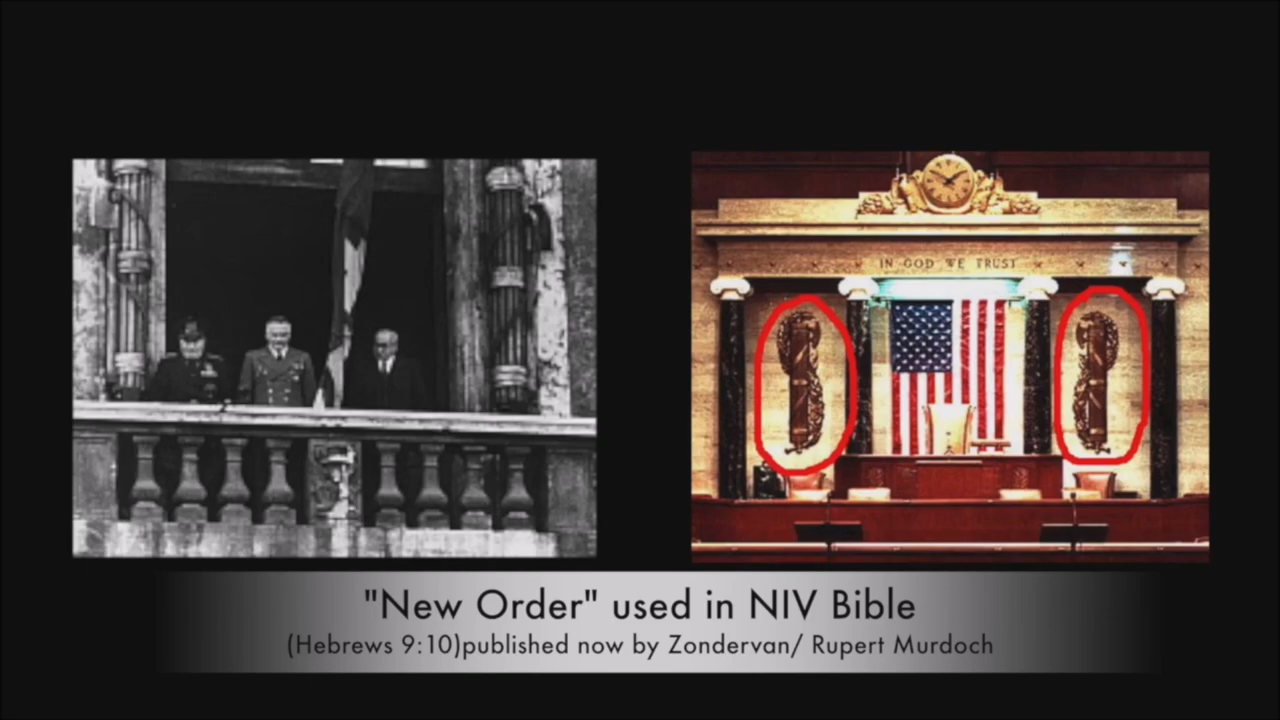 IN GOD WE TRUST
"New Order" used in NIV Bible
(Hebrews 9:10)published now by Zondervan/ Rupert Murdoch